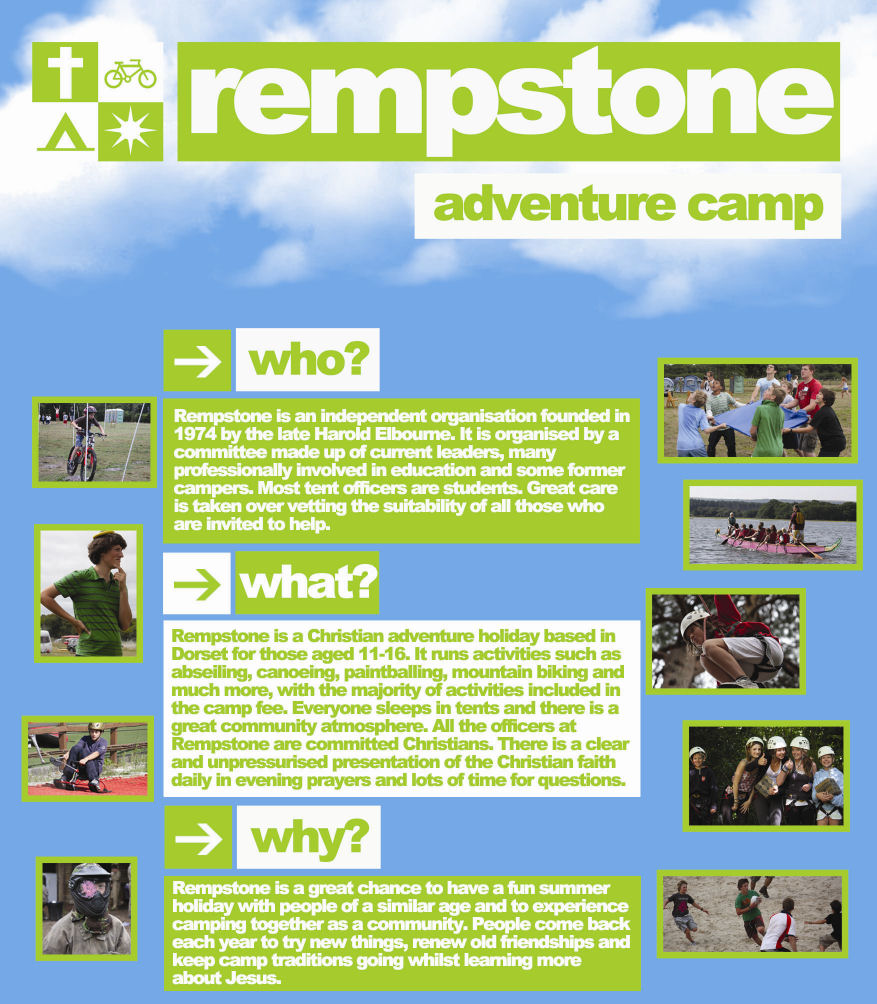 rempstone
adventure camp
who?
Rempstone is an independent organisation founded in
1974 by the late Harold Elbourne. It is organised by a
committee made up of current leaders, many
professionally involved in education and some former
campers. Most tent officers are students. Great care
is taken over vetting the suitability of all those who
are invited to help.
what?
Rempstone is a Christian adventure holiday based in
Dorset for those aged 11-16. It runs activities such as
abseiling, canoeing, paintballing, mountain biking and
much more, with the majority of activities included in
the camp fee. Everyone sleeps in tents and there is a
great community atmosphere. All the officers at
Rempstone are committed Christians. There is a clear
and unpressurised presentation of the Christian faith
daily in evening prayers and lots of time for questions.
why?
Rempstone is a great chance to have a fun summer
holiday with people of a similar age and to experience
camping together as a community. People come back
each year to try new things, renew old friendships and
keep camp traditions going whilst learning more
about Jesus.